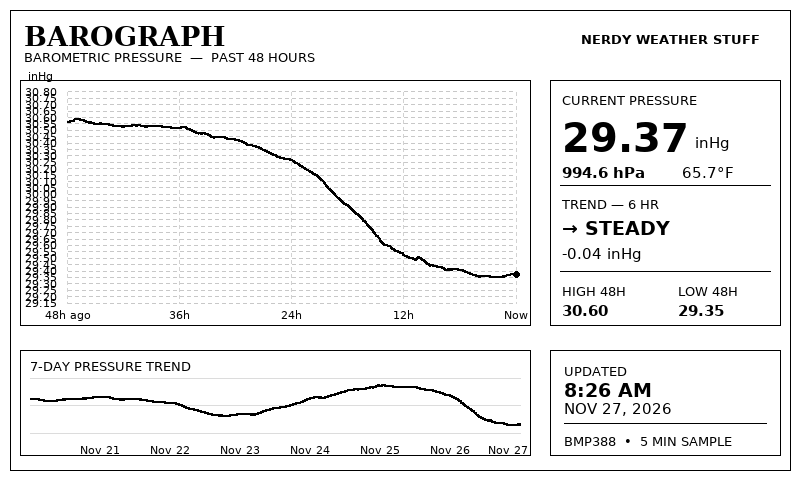 BAROGRAPH
BAROMETRIC PRESSURE — PAST 48 HOURS
NERDY WEATHER STUFF
inHg
30.80
30.75
30.70
30.65
30.60
30.55
30.50
30.45
30.40
30.35
30.30
30.25
30.20
30.15
30.10
30.05
30.00
29.95
29.90
29.85
29.80
29.75
29.70
29.65
29.60
29.55
29.50
29.45
29.40
29.35
29.30
29.25
29.20
29.15
48h ago 36h 24h 12h Now
CURRENT PRESSURE
29.37 inHg
994.6 hPa 65.7°F
TREND — 6 HR
→ STEADY
-0.04 inHg
HIGH 48H LOW 48H
30.60 29.35
7-DAY PRESSURE TREND
Nov 21 Nov 22 Nov 23 Nov 24 Nov 25 Nov 26 Nov 27
UPDATED
8:26 AM
NOV 27, 2026
BMP388 • 5 MIN SAMPLE